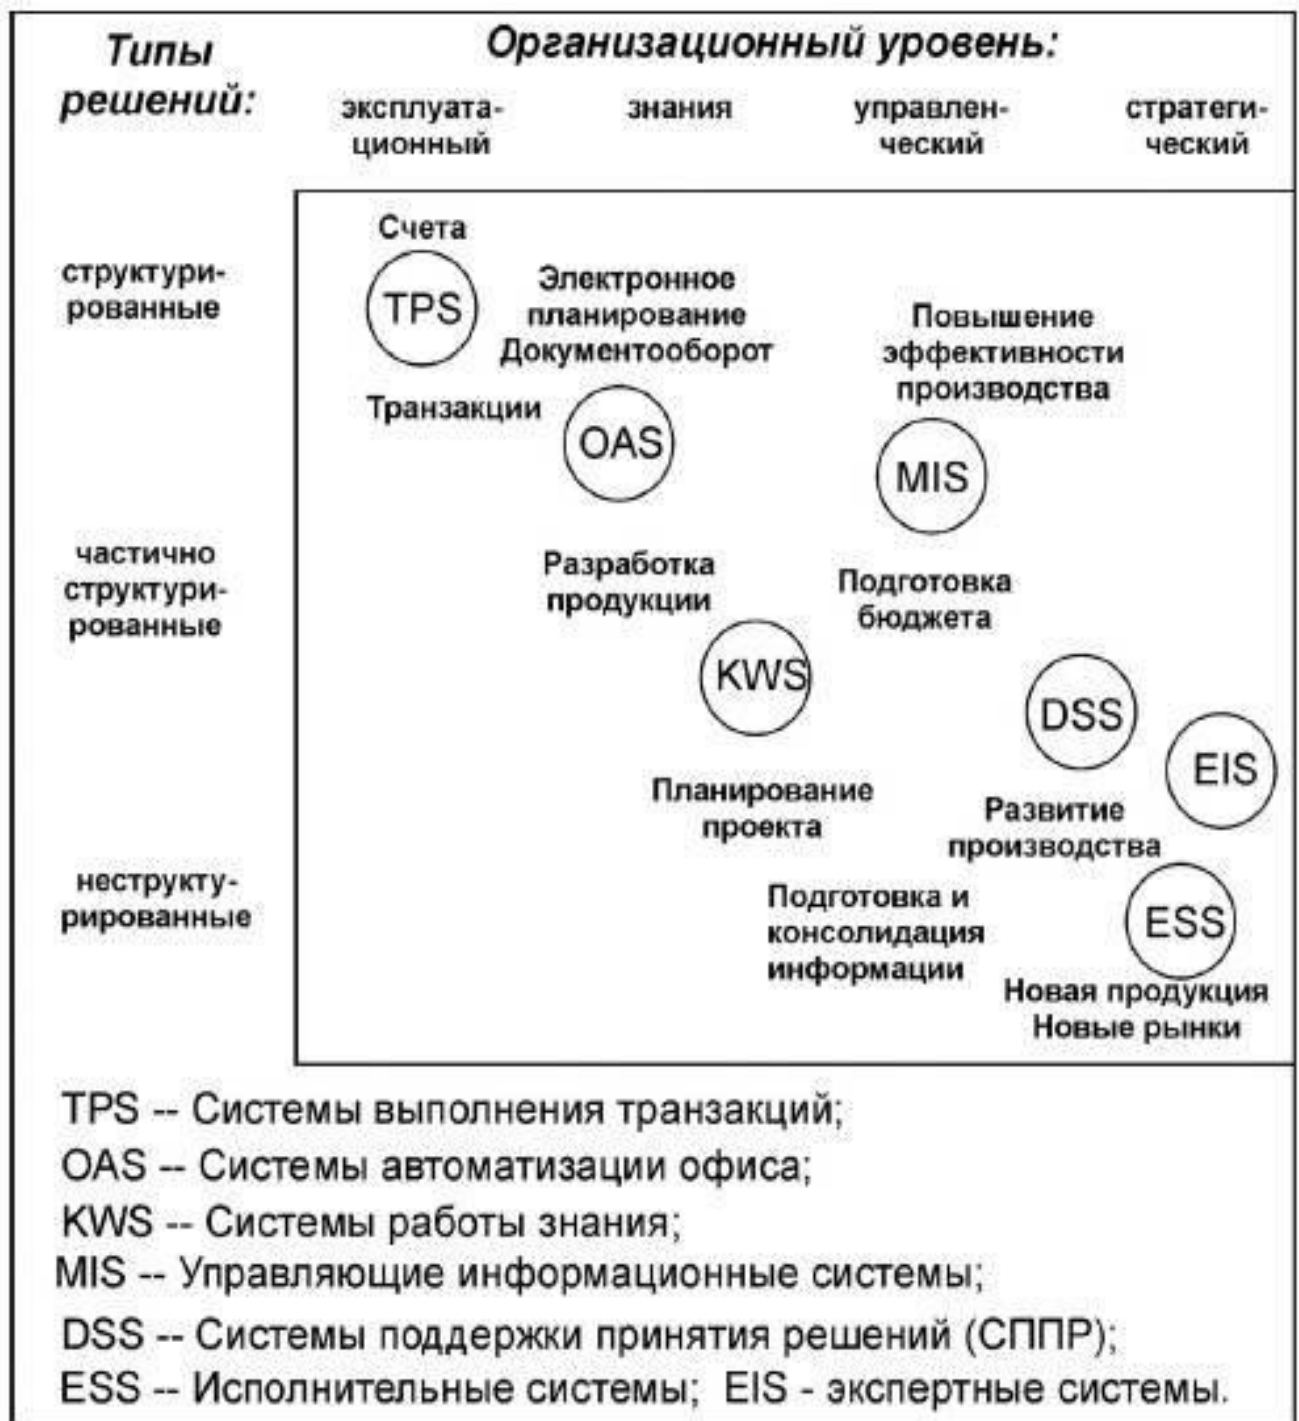 Типы
решений:
Организационный уровень:
эксплуата-
ционный
знания
управлен-
ческий
стратеги-
ческий
структури-
рованные
Счета
TPS
Транзакции
Электронное
планирование
Документооборот
OAS
Повышение
эффективности
производства
MIS
частично
структури-
рованные
Разработка
продукции
KWS
Подготовка
бюджета
DSS
EIS
Планирование
проекта
Развитие
производства
неструкту-
рированные
Подготовка и
консолидация
информации
ESS
Новая продукция
Новые рынки
TPS -- Системы выполнения транзакций;
OAS -- Системы автоматизации офиса;
KWS -- Системы работы знания;
MIS -- Управляющие информационные системы;
DSS -- Системы поддержки принятия решений (СППР);
ESS -- Исполнительные системы; EIS - экспертные системы.